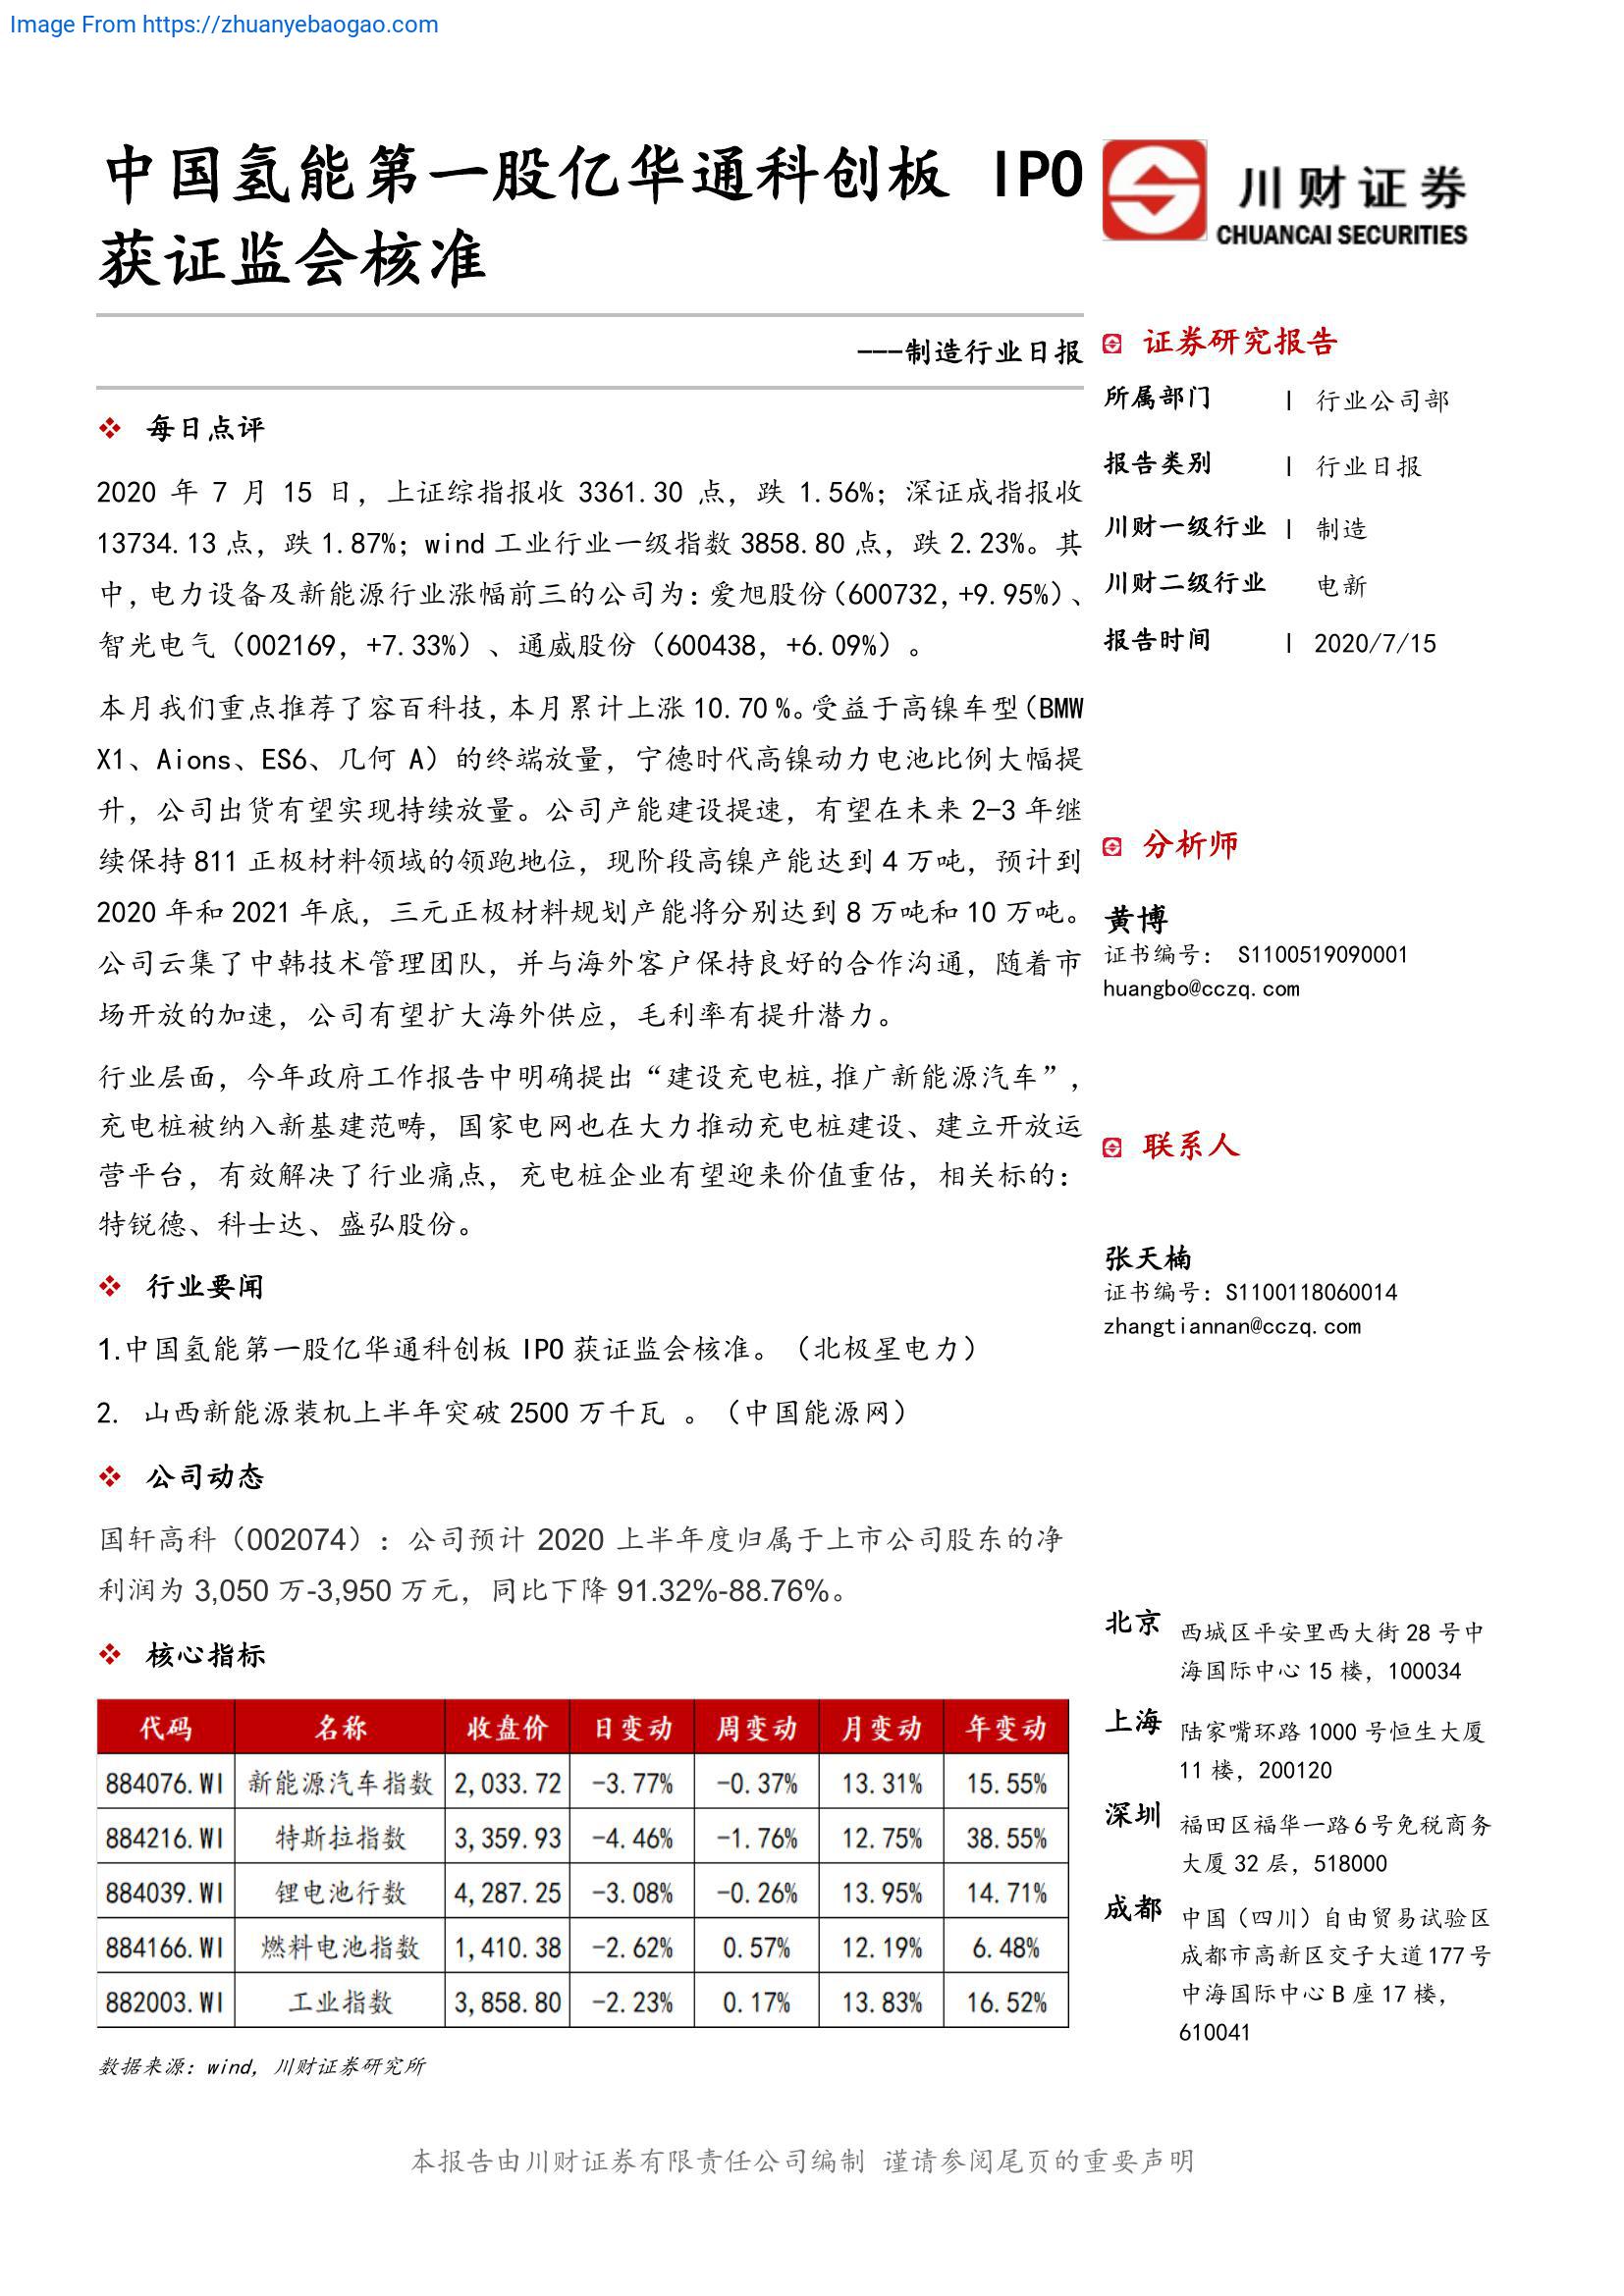 Image From https://zhuanyebaogao.com
中国氢能第一股亿华通科创板 IPO
获证监会核准
川财证券
CHUANCAI SECURITIES
---制造行业日报
❖ 每日点评
2020 年 7 月 15 日，上证综指报收 3361.30 点，跌 1.56%；深证成指报收
13734.13 点，跌 1.87%；wind 工业行业一级指数 3858.80 点，跌 2.23%。其
中，电力设备及新能源行业涨幅前三的公司为：爱旭股份（600732，+9.95%）、
智光电气（002169，+7.33%）、通威股份（600438，+6.09%）。
本月我们重点推荐了容百科技，本月累计上涨 10.70 %。受益于高镍车型（BMW
X1、Aions、ES6、几何 A）的终端放量，宁德时代高镍动力电池比例大幅提
升，公司出货有望实现持续放量。公司产能建设提速，有望在未来 2-3 年继
续保持 811 正极材料领域的领跑地位，现阶段高镍产能达到 4 万吨，预计到
2020 年和 2021 年底，三元正极材料规划产能将分别达到 8 万吨和 10 万吨。
公司云集了中韩技术管理团队，并与海外客户保持良好的合作沟通，随着市
场开放的加速，公司有望扩大海外供应，毛利率有提升潜力。
行业层面，今年政府工作报告中明确提出“建设充电桩,推广新能源汽车”，
充电桩被纳入新基建范畴，国家电网也在大力推动充电桩建设、建立开放运
营平台，有效解决了行业痛点，充电桩企业有望迎来价值重估，相关标的：
特锐德、科士达、盛弘股份。
❖ 行业要闻
1.中国氢能第一股亿华通科创板 IPO 获证监会核准。（北极星电力）
2. 山西新能源装机上半年突破 2500 万千瓦 。（中国能源网）
❖ 公司动态
国轩高科（002074）：公司预计 2020 上半年度归属于上市公司股东的净
利润为 3,050 万-3,950 万元，同比下降 91.32%-88.76%。
❖ 核心指标
代码 名称 收盘价 日变动 周变动 月变动 年变动
884076.WI 新能源汽车指数 2,033.72 -3.77% -0.37% 13.31% 15.55%
884216.WI 特斯拉指数 3,359.93 -4.46% -1.76% 12.75% 38.55%
884039.WI 锂电池行数 4,287.25 -3.08% -0.26% 13.95% 14.71%
884166.WI 燃料电池指数 1,410.38 -2.62% 0.57% 12.19% 6.48%
882003.WI 工业指数 3,858.80 -2.23% 0.17% 13.83% 16.52%
数据来源：wind，川财证券研究所
证券研究报告
所属部门 | 行业公司部
报告类别 | 行业日报
川财一级行业 | 制造
川财二级行业 电新
报告时间 | 2020/7/15
分析师
黄博
证书编号： S1100519090001
huangbo@cczq.com
联系人
张天楠
证书编号：S1100118060014
zhangtiannan@cczq.com
北京 西城区平安里西大街 28 号中
海国际中心 15 楼，100034
上海 陆家嘴环路 1000 号恒生大厦
11 楼，200120
深圳 福田区福华一路 6 号免税商务
大厦 32 层，518000
成都 中国（四川）自由贸易试验区
成都市高新区交子大道 177 号
中海国际中心 B 座 17 楼，
610041
本报告由川财证券有限责任公司编制 谨请参阅尾页的重要声明